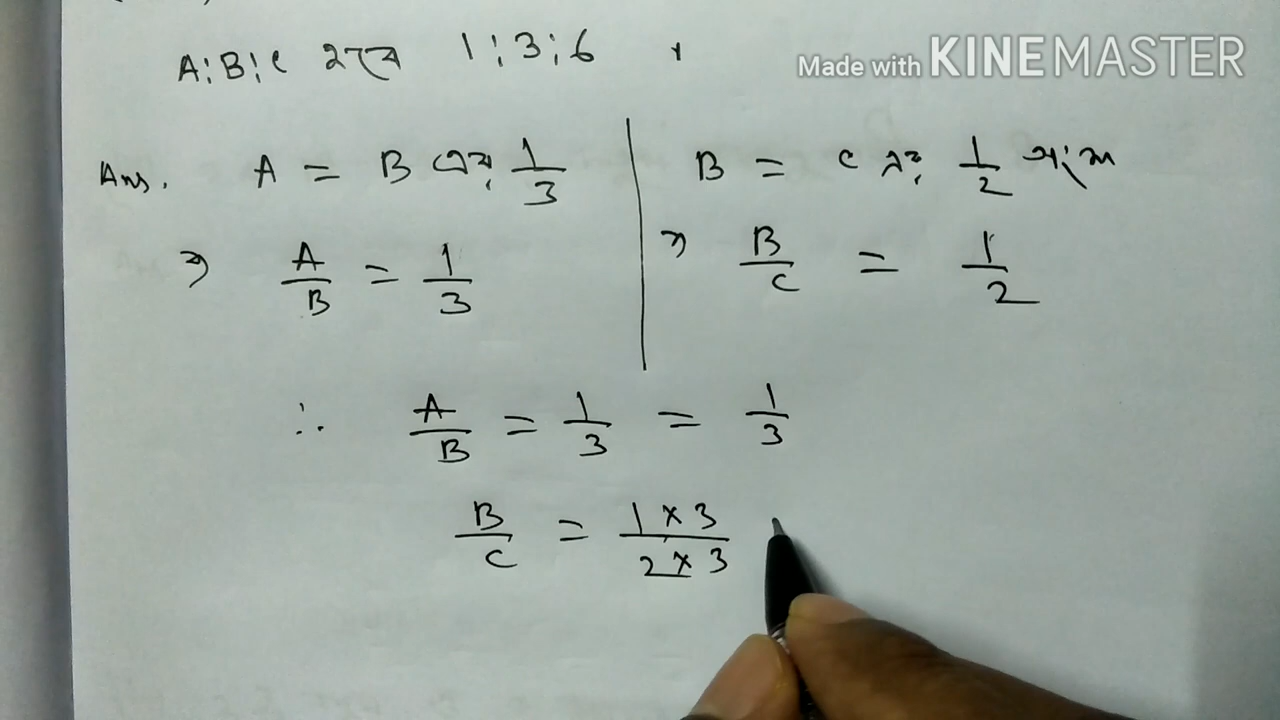 A:B:C হবে 1:3:6
Made with KINEMASTER
Ans. A = B এর 1/3
B = C এর 1/2 অংশ
⇒ A/B = 1/3
⇒ B/C = 1/2
∴ A/B = 1/3 = 1/3
B/C = 1×3/2×3